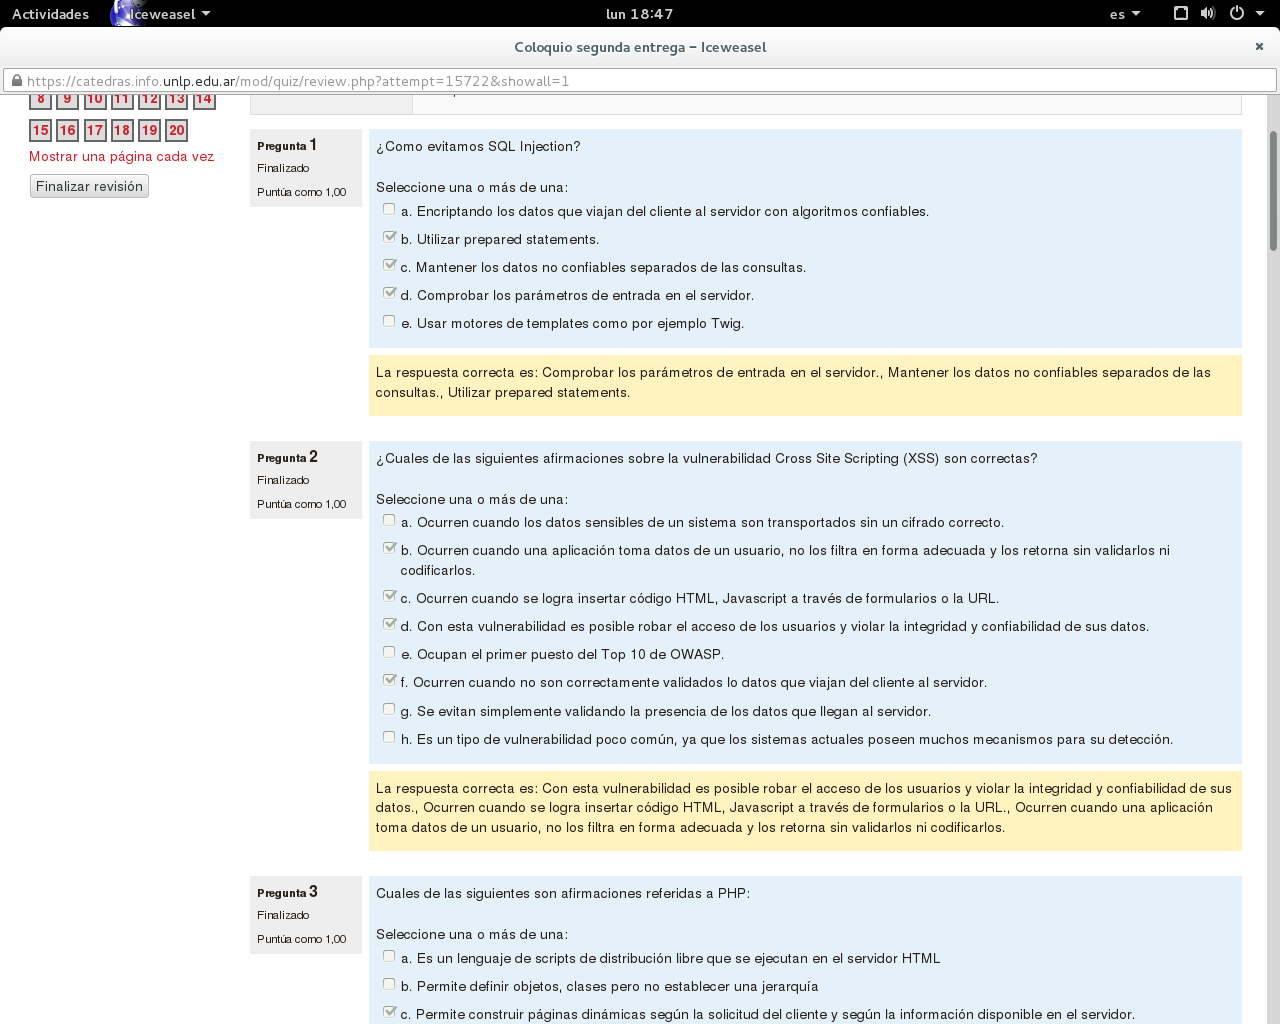 Actividades Iceweasel lun 18:47 es
Coloquio segunda entrega – Iceweasel ×
https://catedras.info.unlp.edu.ar/mod/quiz/review.php?attempt=15722&showall=1
8 9 10 11 12 13 14
15 16 17 18 19 20
Mostrar una página cada vez
Finalizar revisión
Pregunta 1
Finalizado
Puntúa como 1,00
¿Como evitamos SQL Injection?
Seleccione una o más de una:
a. Encriptando los datos que viajan del cliente al servidor con algoritmos confiables.
b. Utilizar prepared statements.
c. Mantener los datos no confiables separados de las consultas.
d. Comprobar los parámetros de entrada en el servidor.
e. Usar motores de templates como por ejemplo Twig.
La respuesta correcta es: Comprobar los parámetros de entrada en el servidor., Mantener los datos no confiables separados de las
consultas., Utilizar prepared statements.
Pregunta 2
Finalizado
Puntúa como 1,00
¿Cuales de las siguientes afirmaciones sobre la vulnerabilidad Cross Site Scripting (XSS) son correctas?
Seleccione una o más de una:
a. Ocurren cuando los datos sensibles de un sistema son transportados sin un cifrado correcto.
b. Ocurren cuando una aplicación toma datos de un usuario, no los filtra en forma adecuada y los retorna sin validarlos ni
codificarlos.
c. Ocurren cuando se logra insertar código HTML, Javascript a través de formularios o la URL.
d. Con esta vulnerabilidad es posible robar el acceso de los usuarios y violar la integridad y confiabilidad de sus datos.
e. Ocupan el primer puesto del Top 10 de OWASP.
f. Ocurren cuando no son correctamente validados lo datos que viajan del cliente al servidor.
g. Se evitan simplemente validando la presencia de los datos que llegan al servidor.
h. Es un tipo de vulnerabilidad poco común, ya que los sistemas actuales poseen muchos mecanismos para su detección.
La respuesta correcta es: Con esta vulnerabilidad es posible robar el acceso de los usuarios y violar la integridad y confiabilidad de sus
datos., Ocurren cuando se logra insertar código HTML, Javascript a través de formularios o la URL., Ocurren cuando una aplicación
toma datos de un usuario, no los filtra en forma adecuada y los retorna sin validarlos ni codificarlos.
Pregunta 3
Finalizado
Puntúa como 1,00
Cuales de las siguientes son afirmaciones referidas a PHP:
Seleccione una o más de una:
a. Es un lenguaje de scripts de distribución libre que se ejecutan en el servidor HTML
b. Permite definir objetos, clases pero no establecer una jerarquía
c. Permite construir páginas dinámicas según la solicitud del cliente y según la información disponible en el servidor.